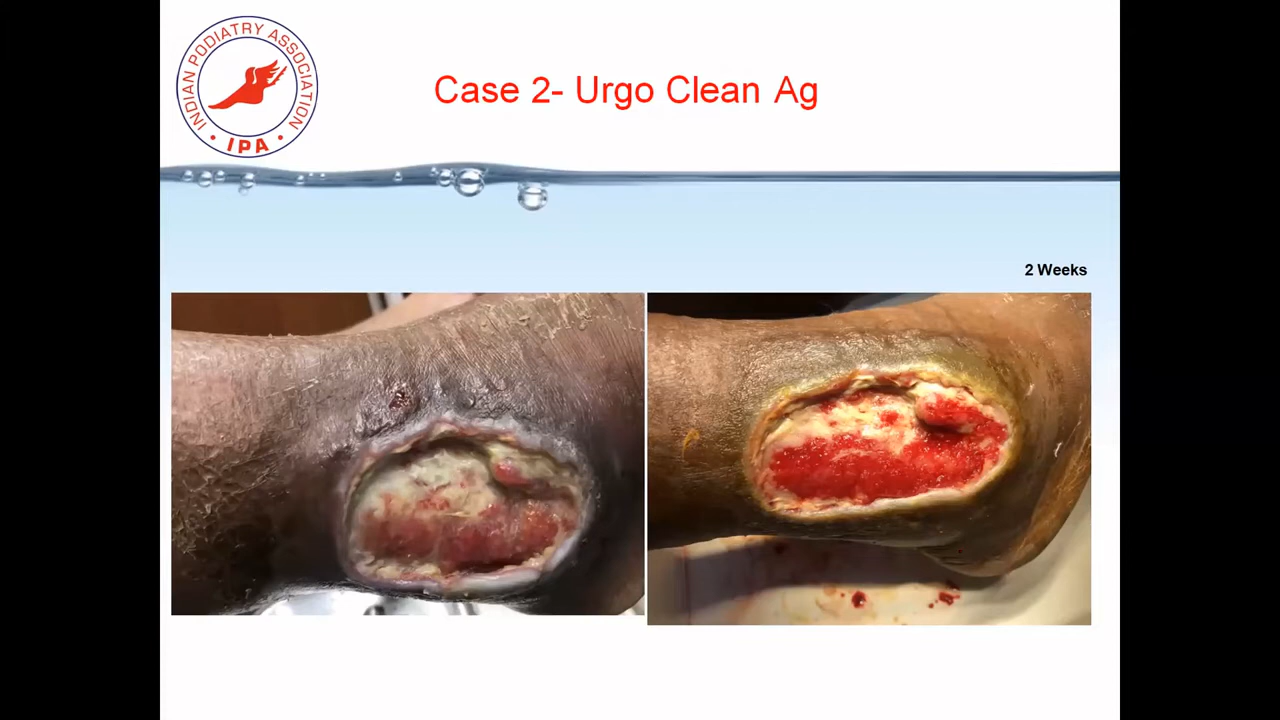 INDIAN PODIATRY ASSOCIATION
• IPA •
Case 2- Urgo Clean Ag
2 Weeks